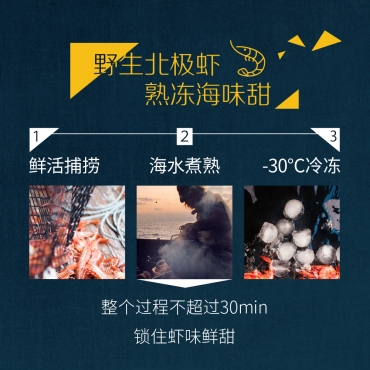 野生北极虾
熟冻海味甜
1 2 3
鲜活捕捞 海水煮熟 -30°C冷冻
整个过程不超过30min
锁住虾味鲜甜